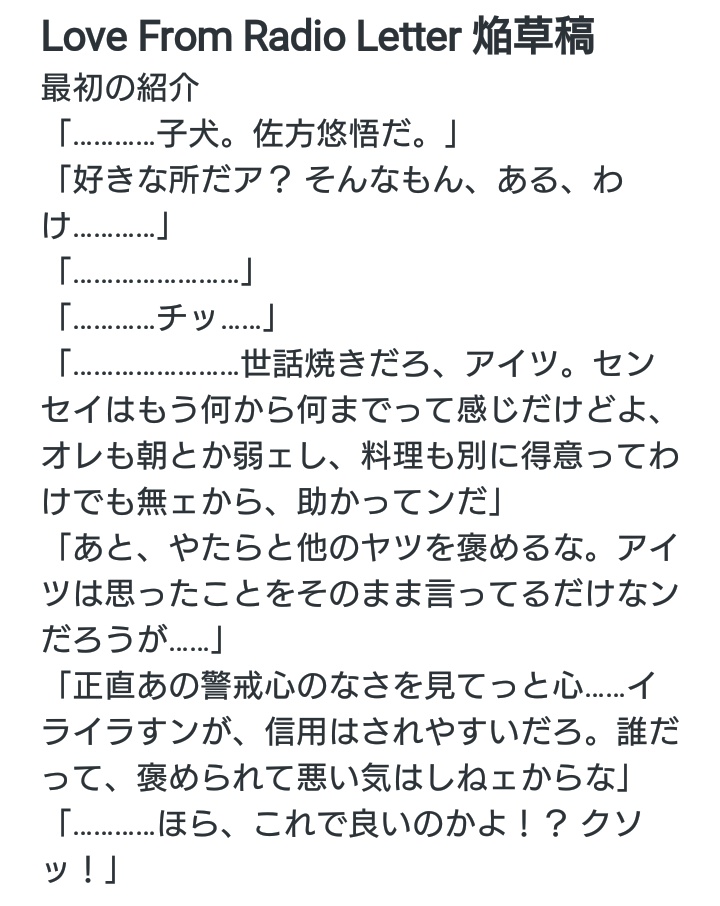 Love From Radio Letter 焔草稿
最初の紹介
「…………子犬。佐方悠悟だ。」
「好きな所だア？ そんなもん、ある、わ
け…………」
「……………………」
「…………チッ……」
「……………………世話焼きだろ、アイツ。セン
セイはもう何から何までって感じだけどよ、
オレも朝とか弱ェし、料理も別に得意ってわ
けでも無ェから、助かってンだ」
「あと、やたらと他のヤツを褒めるな。アイ
ツは思ったことをそのまま言ってるだけなン
だろうが……」
「正直あの警戒心のなさを見てっと心……イ
ライラすンが、信用はされやすいだろ。誰だ
って、褒められて悪い気はしねェからな」
「…………ほら、これで良いのかよ！？ クソ
ッ！」